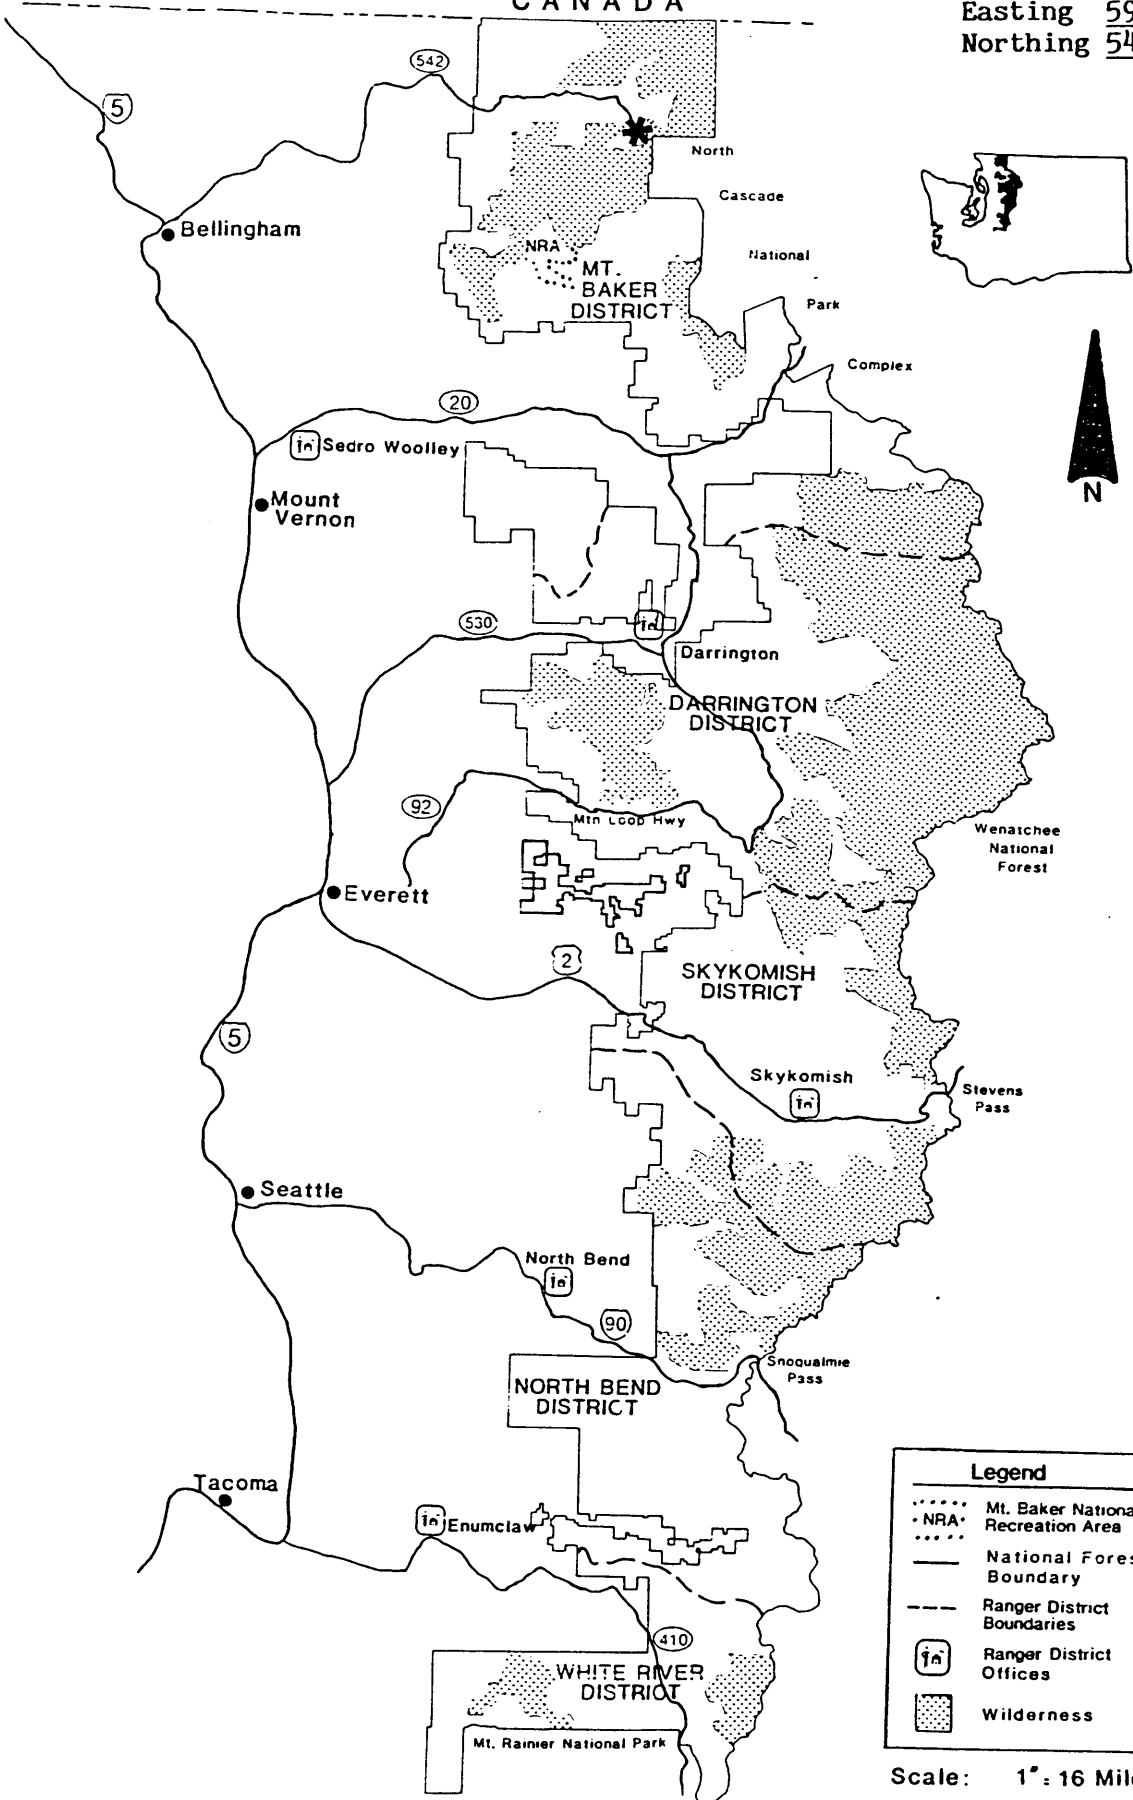 CANADA
Easting 59
Northing 54
542
5
North
Cascade
National
Park
Complex
Bellingham
NRA
MT.
BAKER
DISTRICT
20
Sedro Woolley
Mount
Vernon
N
530
Darrington
DARRINGTON
DISTRICT
92
Mtn Loop Hwy
Wenatchee
National
Forest
Everett
2
SKYKOMISH
DISTRICT
5
Skykomish
Stevens
Pass
Seattle
North Bend
90
Snoqualmie
Pass
NORTH BEND
DISTRICT
Tacoma
Enumclaw
410
WHITE RIVER
DISTRICT
Mt. Rainier National Park
Legend
NRA
Mt. Baker Nationa
Recreation Area
National Fores
Boundary
Ranger District
Boundaries
Ranger District
Offices
Wilderness
Scale: 1" = 16 Mile